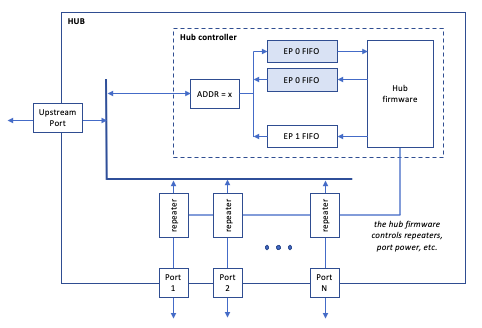 HUB
Hub controller
EP 0 FIFO
EP 0 FIFO
ADDR = x
Hub
firmware
Upstream
Port
EP 1 FIFO
repeater
repeater
repeater
the hub firmware
controls repeaters,
port power, etc.
Port
1
Port
2
Port
N